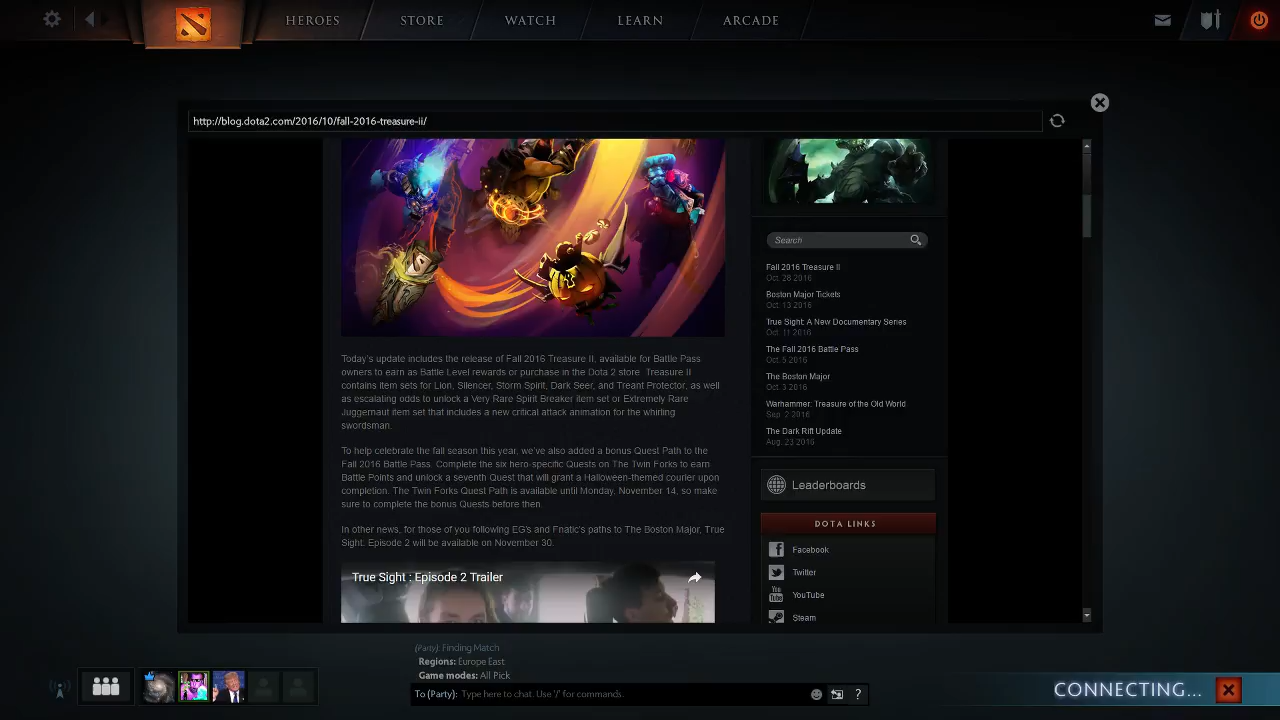 HEROES
STORE
WATCH
LEARN
ARCADE
http://blog.dota2.com/2016/10/fall-2016-treasure-ii/
Today's update includes the release of Fall 2016 Treasure II, available for Battle Pass
owners to earn as Battle Level rewards or purchase in the Dota 2 store. Treasure II
contains item sets for Lion, Silencer, Storm Spirit, Dark Seer, and Treant Protector, as well
as escalating odds to unlock a Very Rare Spirit Breaker item set or Extremely Rare
Juggernaut item set that includes a new critical attack animation for the whirling
swordsman.
To help celebrate the fall season this year, we've also added a bonus Quest Path to the
Fall 2016 Battle Pass. Complete the six hero-specific Quests on The Twin Forks to earn
Battle Points and unlock a seventh Quest that will grant a Halloween-themed courier upon
completion. The Twin Forks Quest Path is available until Monday, November 14, so make
sure to complete the bonus Quests before then.
In other news, for those of you following EG's and Fnatic's paths to The Boston Major, True
Sight: Episode 2 will be available on November 30.
True Sight : Episode 2 Trailer
Search
Fall 2016 Treasure II
Oct. 28 2016
Boston Major Tickets
Oct. 13 2016
True Sight: A New Documentary Series
Oct. 11 2016
The Fall 2016 Battle Pass
Oct. 5 2016
The Boston Major
Oct. 3 2016
Warhammer: Treasure of the Old World
Sep. 2 2016
The Dark Rift Update
Aug. 23 2016
Leaderboards
DOTA LINKS
Facebook
Twitter
You
Tube
YouTube
Steam
(Party): Finding Match
Regions: Europe East
Game modes: All Pick
To (Party): Type here to chat. Use '/' for commands.
?
CONNECTING...